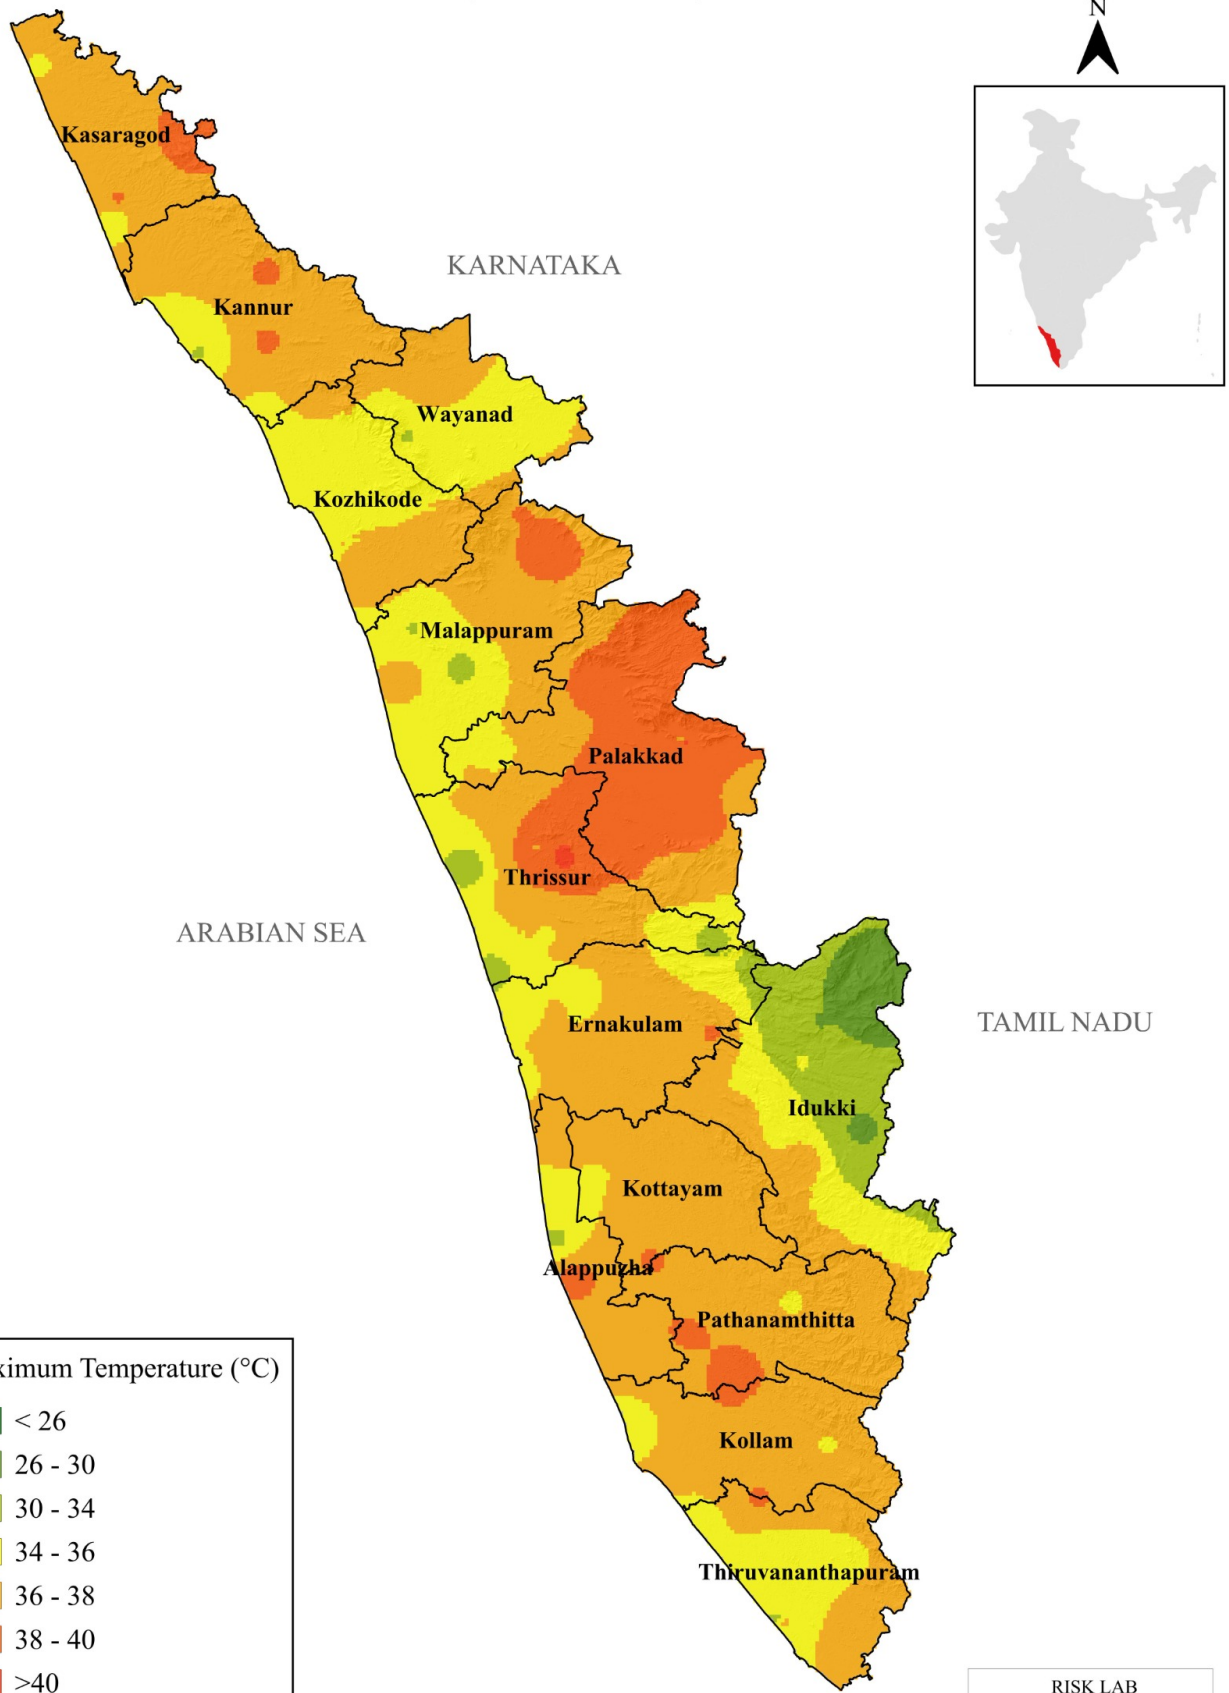 N
Kasaragod
KARNATAKA
Kannur
Wayanad
Kozhikode
Malappuram
Palakkad
Thrissur
ARABIAN SEA
Ernakulam
TAMIL NADU
Idukki
Kottayam
Alappuzha
Pathanamthitta
Kollam
Thiruvananthapuram
ximum Temperature (°C)
< 26
26 - 30
30 - 34
34 - 36
36 - 38
38 - 40
>40
RISK LAB